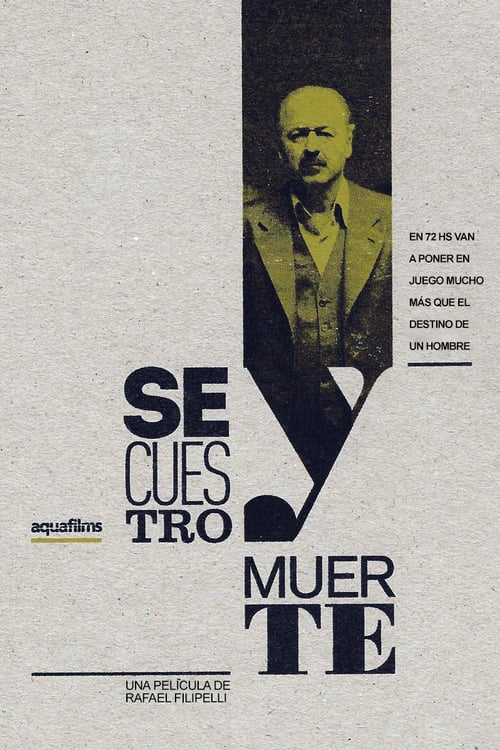 EN 72 HS VAN
A PONER EN
JUEGO MUCHO
MÁS QUE EL
DESTINO DE
UN HOMBRE
SE
CUES
TRO
y
MUER
TE
aquafilms
UNA PELÍCULA DE
RAFAEL FILIPELLI